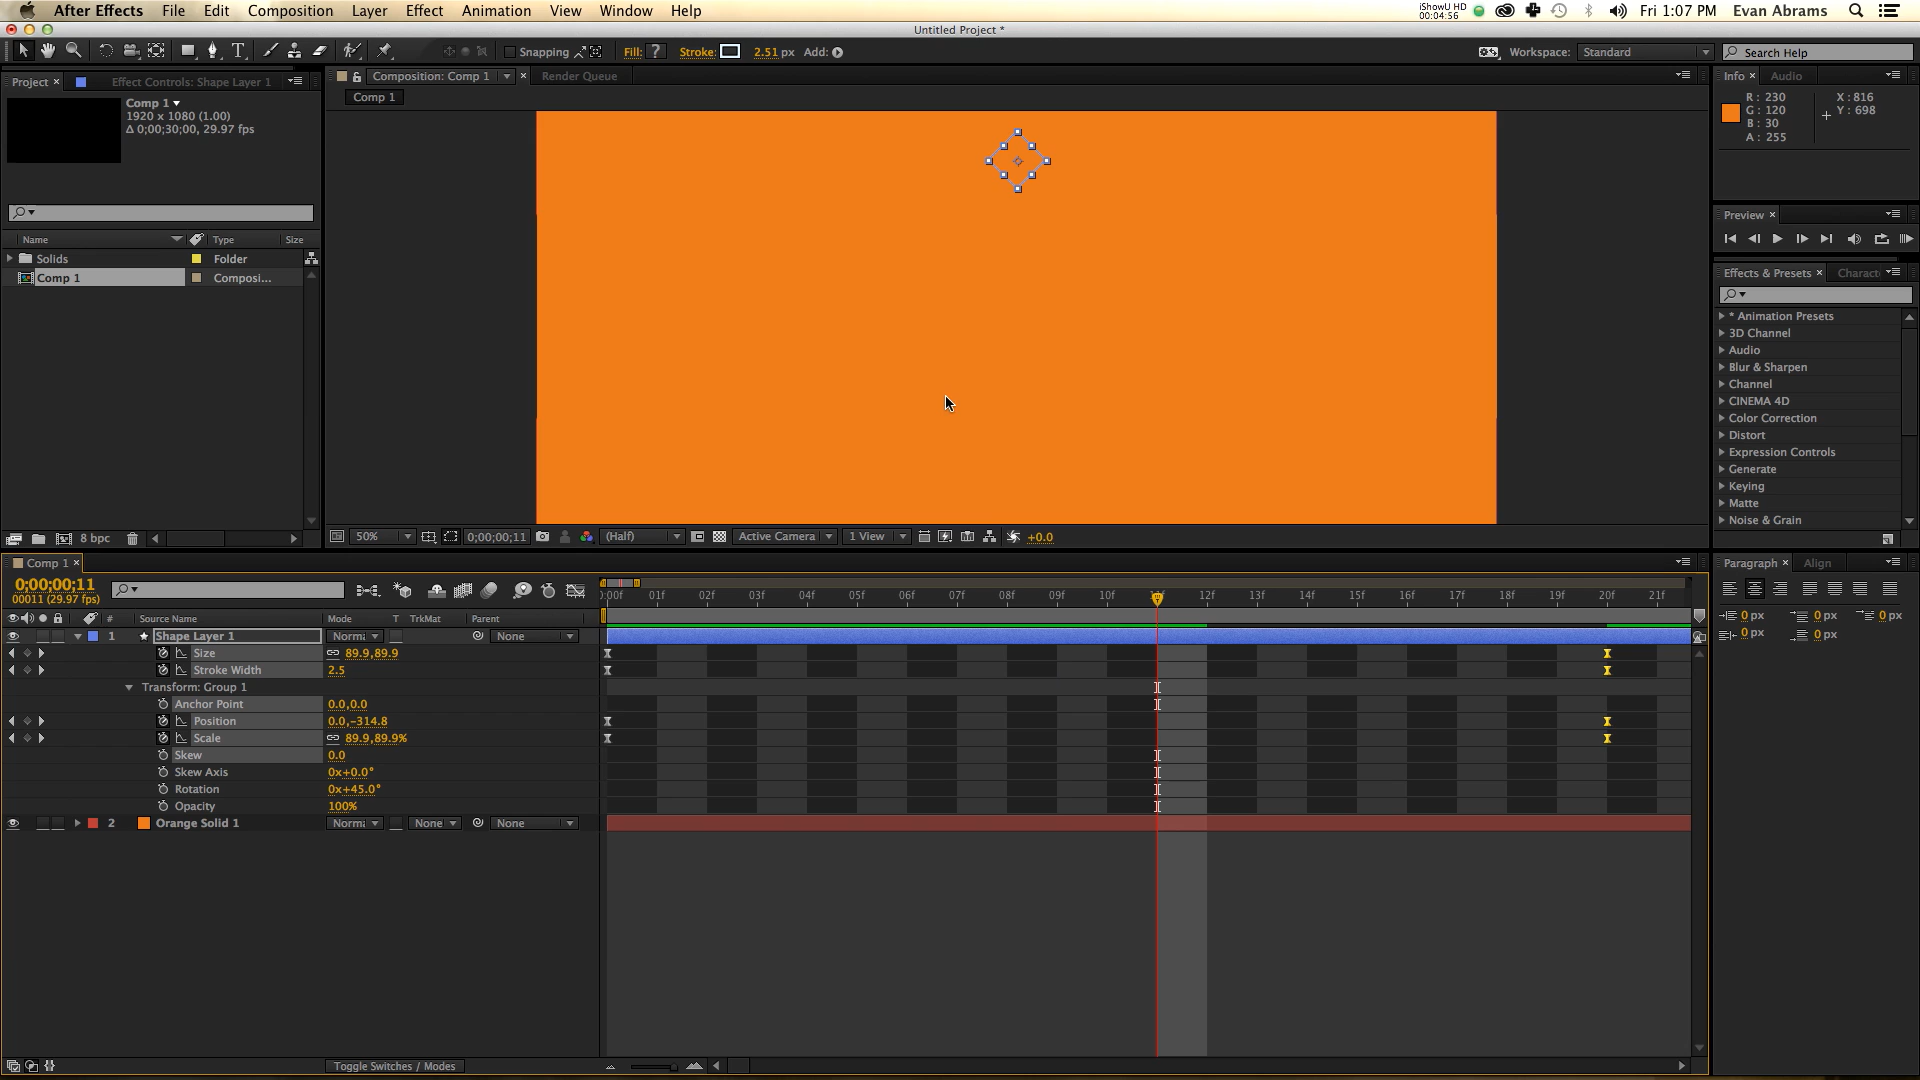 After Effects File Edit Composition Layer Effect Animation View Window Help
iShowU HD
00:04:56
Fri 1:07 PM Evan Abrams
Untitled Project *
T Snapping Fill: ? Stroke: 2.51 px Add:
Workspace: Standard Search Help
Project × Effect Controls: Shape Layer 1
Comp 1
1920 x 1080 (1.00)
Δ 0;00;30;00, 29.97 fps
Name Type Size
Solids Folder
Comp 1 Composi...
8 bpc
Composition: Comp 1 × Render Queue
Comp 1
50% 0;00;00;11 (Half) Active Camera 1 View +0.0
Info × Audio
R : 230
G : 120
B : 30
A : 255
X : 816
Y : 698
Preview ×
Effects & Presets × Charact
* Animation Presets
3D Channel
Audio
Blur & Sharpen
Channel
CINEMA 4D
Color Correction
Distort
Expression Controls
Generate
Keying
Matte
Noise & Grain
Comp 1 ×
0;00;00;11
00011 (29.97 fps)
# Source Name Mode T TrkMat Parent
):00f 01f 02f 03f 04f 05f 06f 07f 08f 09f 10f 11f 12f 13f 14f 15f 16f 17f 18f 19f 20f 21f
1 Shape Layer 1 Norma None
Size 89.9,89.9
Stroke Width 2.5
Transform: Group 1
Anchor Point 0.0,0.0
Position 0.0,-314.8
Scale 89.9,89.9%
Skew 0.0
Skew Axis 0x+0.0°
Rotation 0x+45.0°
Opacity 100%
2 Orange Solid 1 Norma None None
Toggle Switches / Modes
Paragraph × Align
0 px 0 px 0 px
0 px 0 px